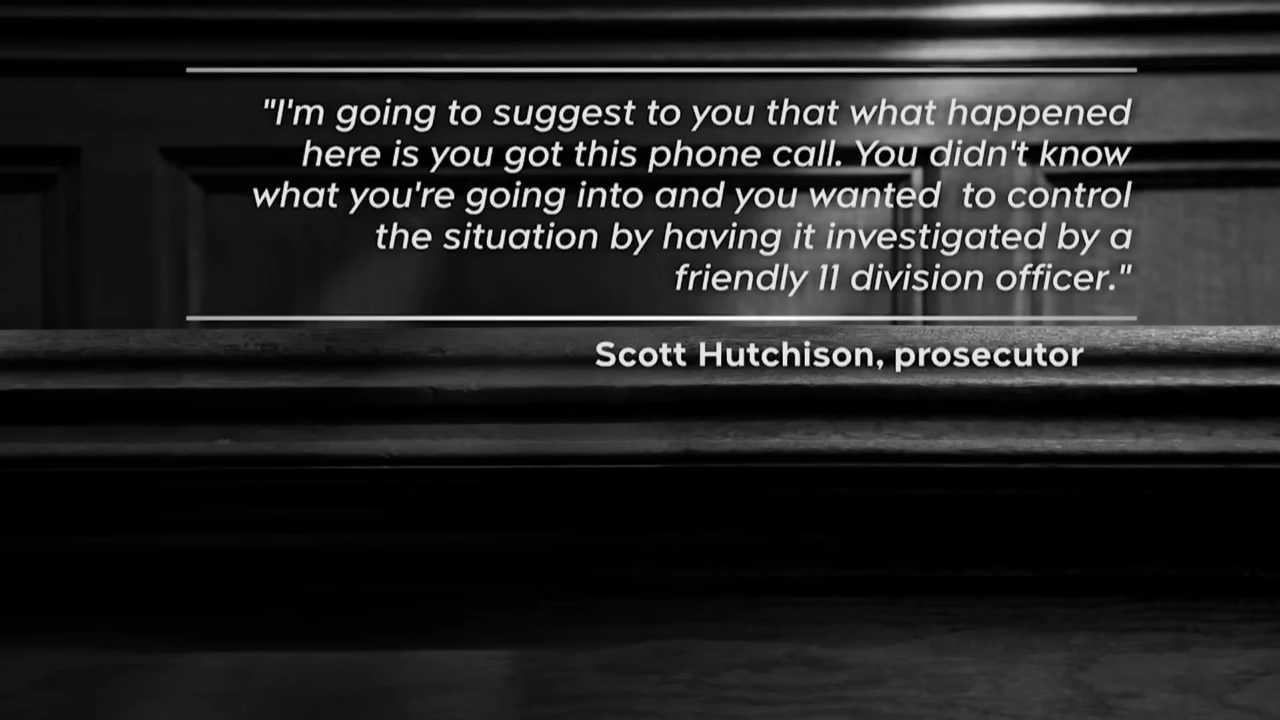 "I'm going to suggest to you that what happened
here is you got this phone call. You didn't know
what you're going into and you wanted  to control
the situation by having it investigated by a
friendly 11 division officer."
Scott Hutchison, prosecutor